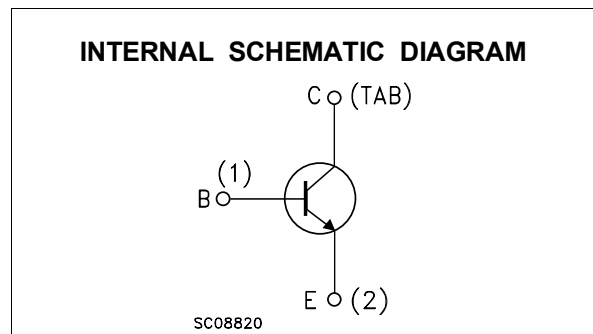 INTERNAL SCHEMATIC DIAGRAM
C (TAB)
(1)
B
E (2)
SC08820